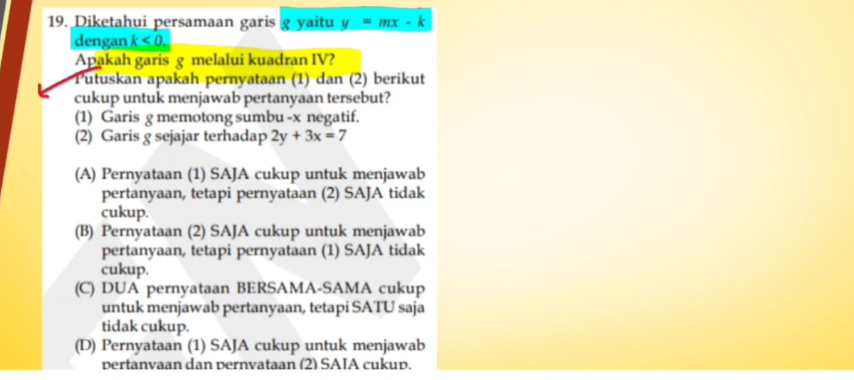 19. Diketahui persamaan garis g yaitu y = mx - k
dengan k < 0.
Apakah garis g melalui kuadran IV?
Putuskan apakah pernyataan (1) dan (2) berikut
cukup untuk menjawab pertanyaan tersebut?
(1) Garis g memotong sumbu -x negatif.
(2) Garis g sejajar terhadap 2y + 3x = 7
(A) Pernyataan (1) SAJA cukup untuk menjawab
pertanyaan, tetapi pernyataan (2) SAJA tidak
cukup.
(B) Pernyataan (2) SAJA cukup untuk menjawab
pertanyaan, tetapi pernyataan (1) SAJA tidak
cukup.
(C) DUA pernyataan BERSAMA-SAMA cukup
untuk menjawab pertanyaan, tetapi SATU saja
tidak cukup.
(D) Pernyataan (1) SAJA cukup untuk menjawab
pertanyaan dan pernyataan (2) SAJA cukup.